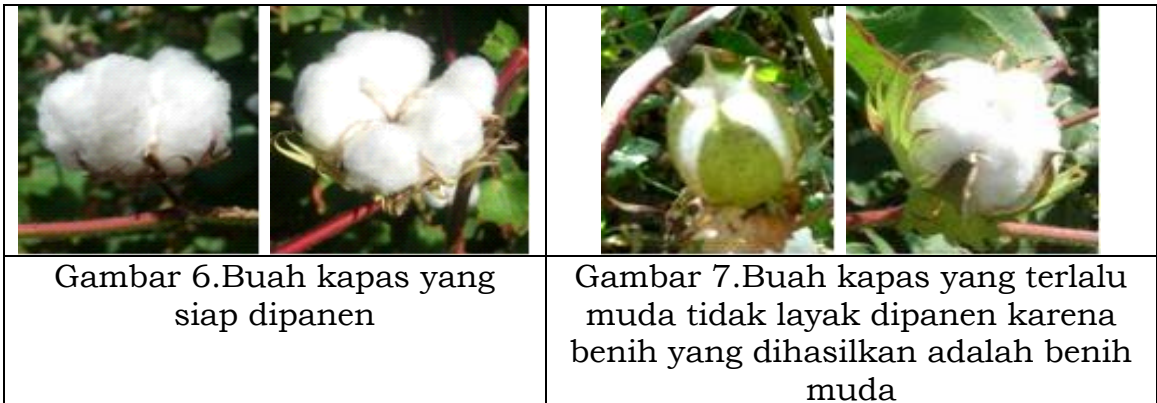 Gambar 6.Buah kapas yang
siap dipanen
Gambar 7.Buah kapas yang terlalu
muda tidak layak dipanen karena
benih yang dihasilkan adalah benih
muda